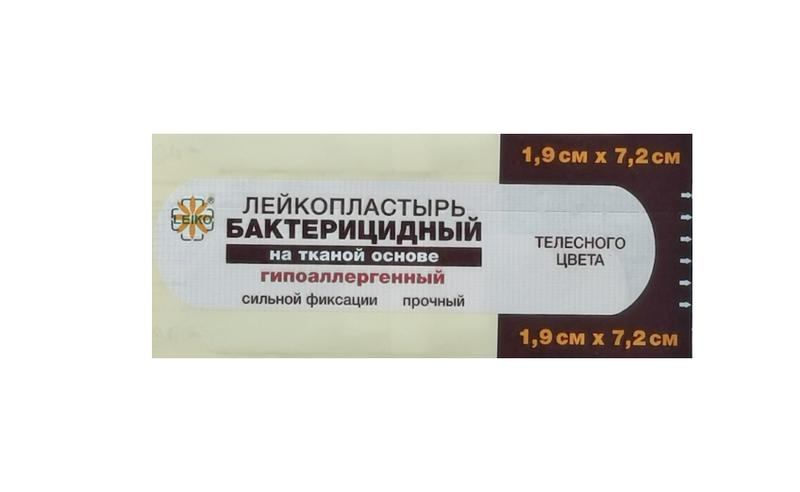 1,9 см х 7,2 см
LEIKO®
ЛЕЙКОПЛАСТЫРЬ
БАКТЕРИЦИДНЫЙ
на тканой основе
гипоаллергенный
сильной фиксации прочный
ТЕЛЕСНОГО
ЦВЕТА
1,9 см х 7,2 см